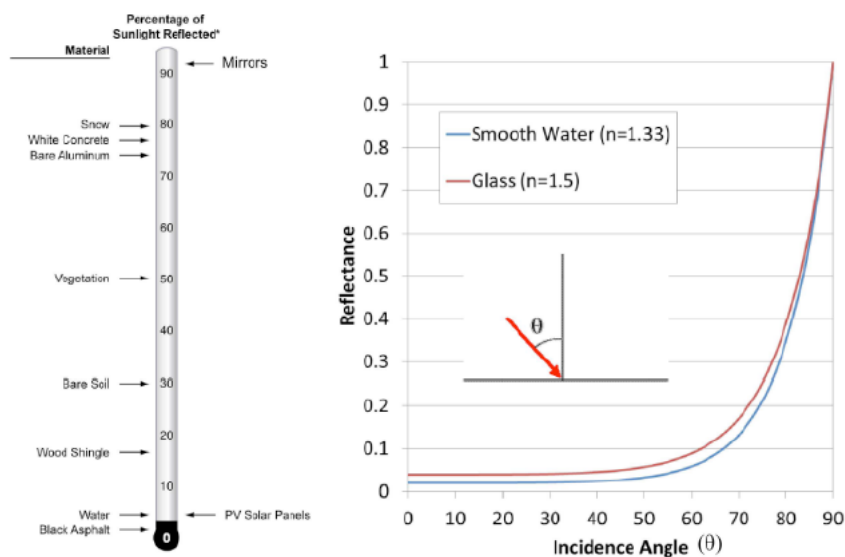 Percentage of
Sunlight Reflected*
Material
90
Mirrors
Snow
80
White Concrete
Bare Aluminum
70
60
Vegetation
50
40
Bare Soil
30
20
Wood Shingle
10
Water
PV Solar Panels
Black Asphalt
0
1
0.9
0.8
0.7
0.6
0.5
0.4
0.3
0.2
0.1
0
Reflectance
Smooth Water (n=1.33)
Glass (n=1.5)
θ
0 10 20 30 40 50 60 70 80 90
Incidence Angle (θ)